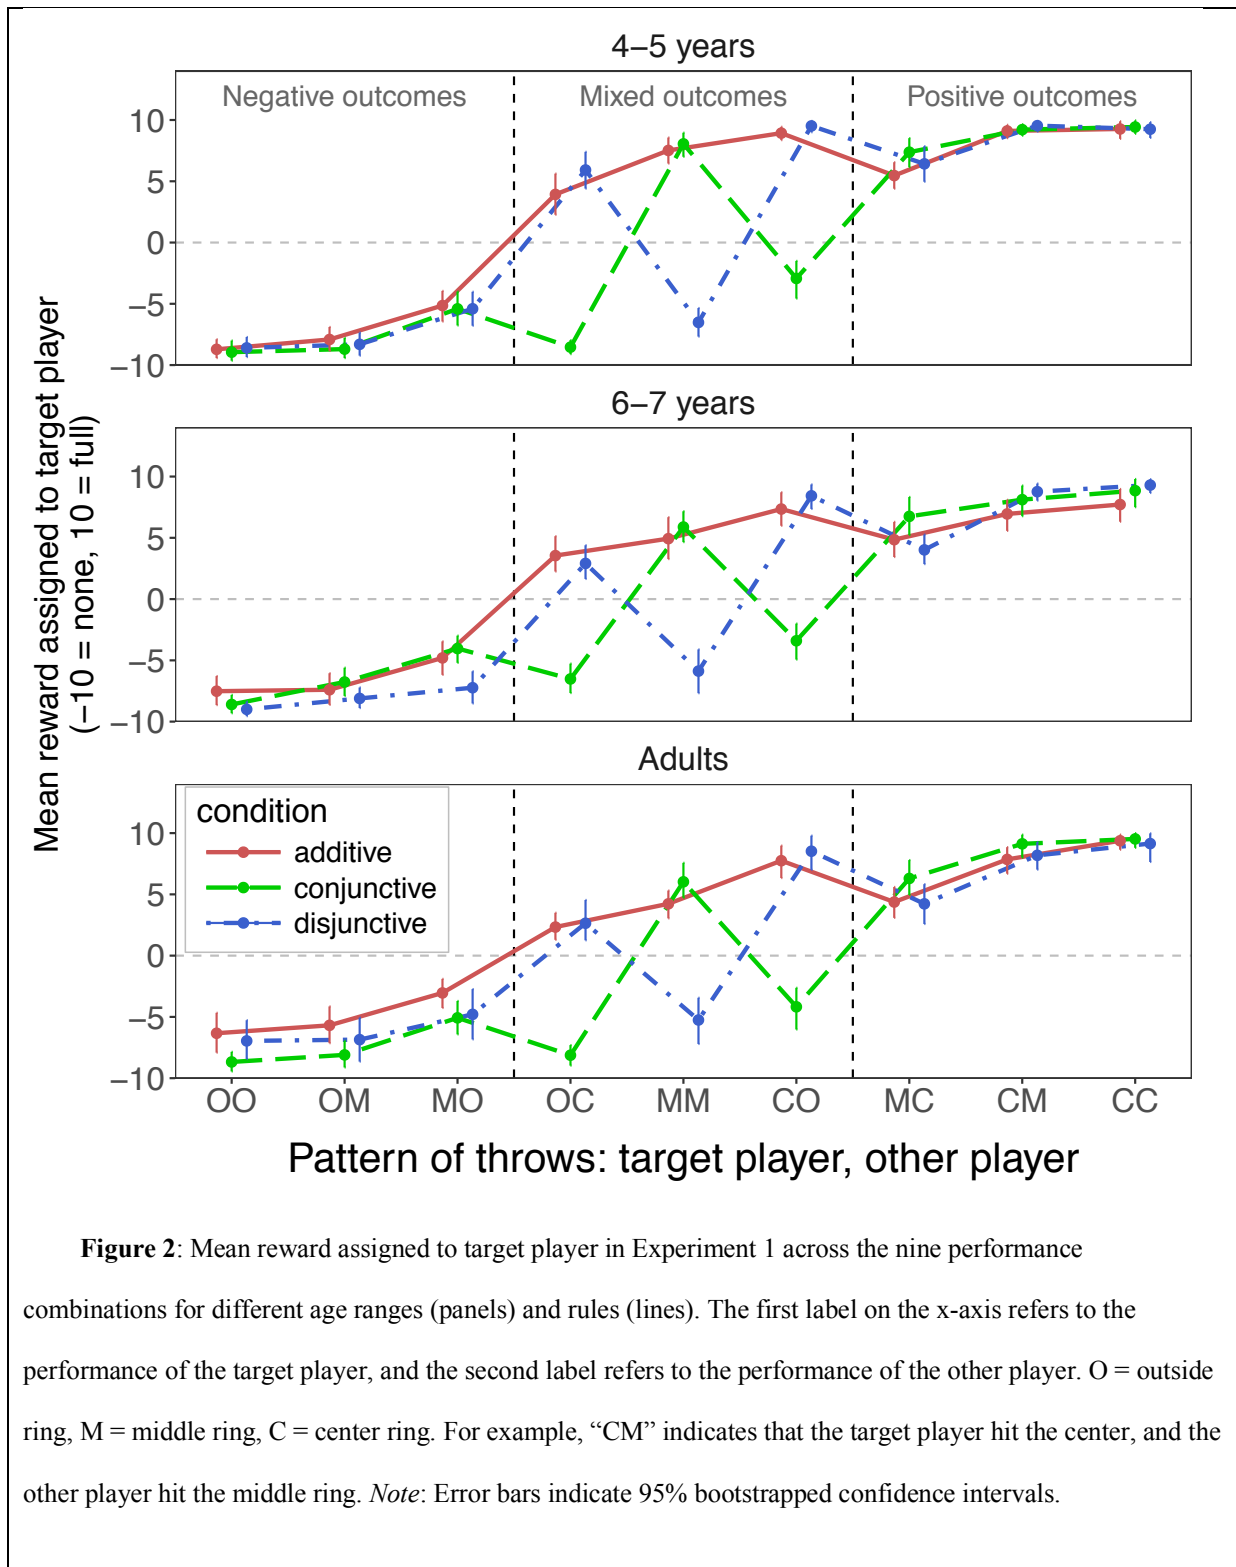 4–5 years
Negative outcomes
Mixed outcomes
Positive outcomes
10
5
0
−5
−10
6–7 years
10
5
0
−5
−10
Adults
10
5
0
−5
−10
condition
additive
conjunctive
disjunctive
Mean reward assigned to target player
(−10 = none, 10 = full)
OO OM MO OC MM CO MC CM CC
Pattern of throws: target player, other player
Figure 2: Mean reward assigned to target player in Experiment 1 across the nine performance
combinations for different age ranges (panels) and rules (lines). The first label on the x-axis refers to the
performance of the target player, and the second label refers to the performance of the other player. O = outside
ring, M = middle ring, C = center ring. For example, “CM” indicates that the target player hit the center, and the
other player hit the middle ring. Note: Error bars indicate 95% bootstrapped confidence intervals.